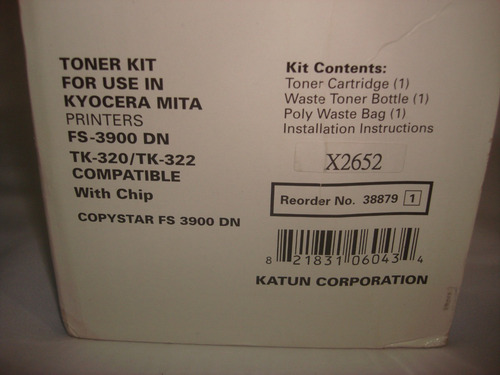 TONER KIT
FOR USE IN
KYOCERA MITA
PRINTERS
FS-3900 DN
TK-320/TK-322
COMPATIBLE
With Chip
COPYSTAR FS 3900 DN
Kit Contents:
Toner Cartridge (1)
Waste Toner Bottle (1)
Poly Waste Bag (1)
Installation Instructions
X2652
Reorder No. 38879 1
8 21831 06043 4
KATUN CORPORATION